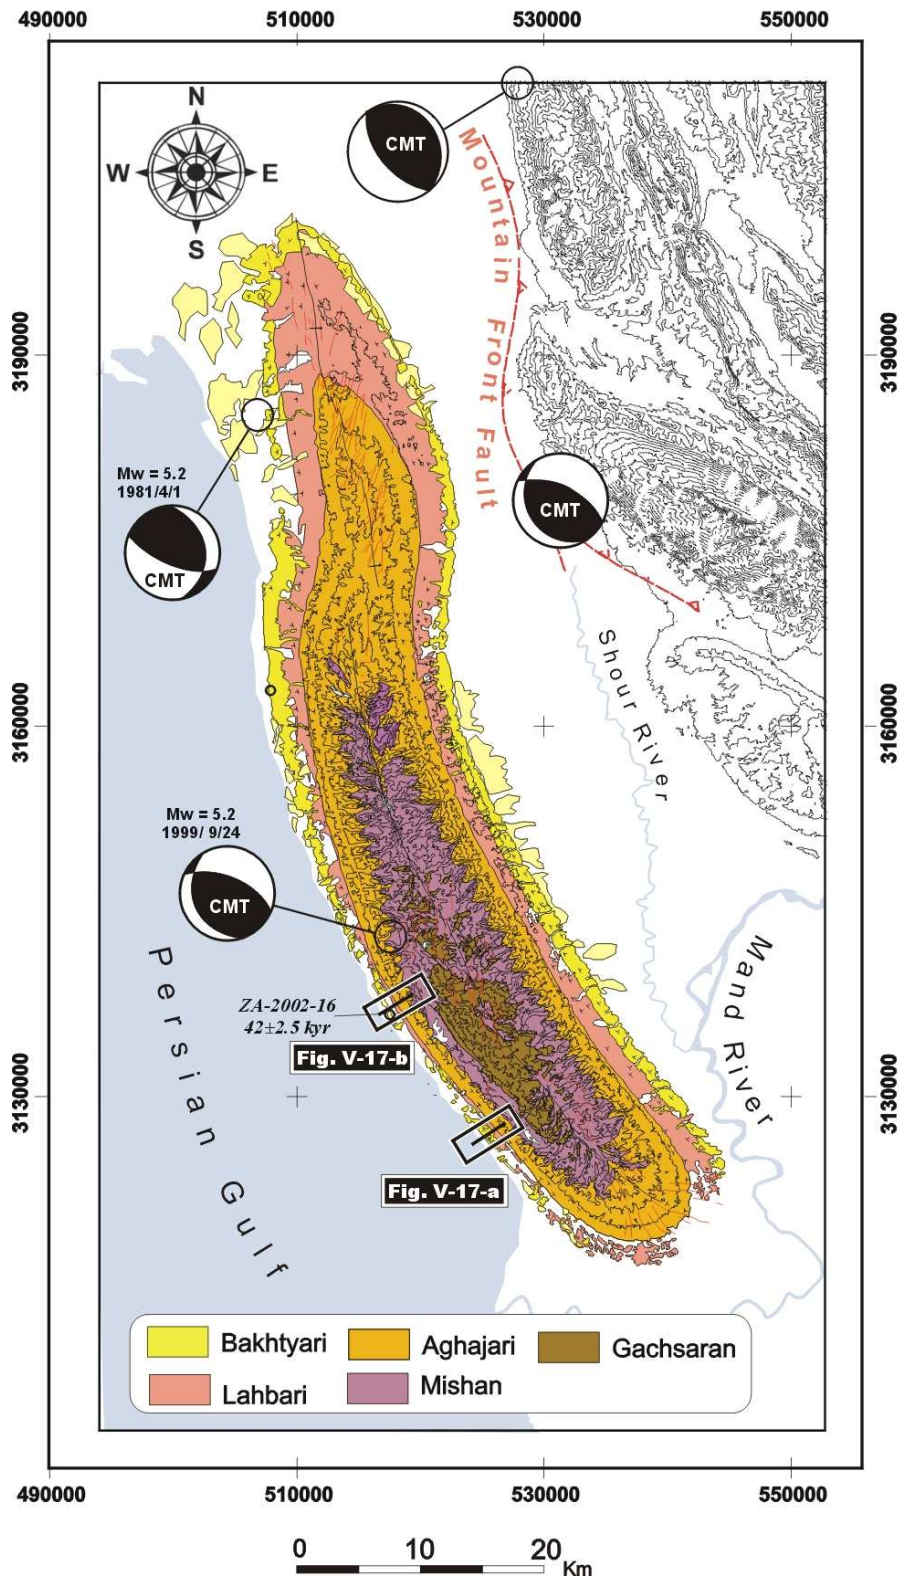 490000 510000 530000 550000
N
W E
S
CMT
Mountain Front Fault
3190000 3190000
Mw = 5.2
1981/4/1
CMT
CMT
Shour River
3160000 3160000
Mw = 5.2
1999/ 9/24
CMT
Persian Gulf
Mand River
ZA-2002-16
42±2.5 kyr
Fig. V-17-b
3130000 3130000
Fig. V-17-a
Bakhtyari Aghajari Gachsaran
Lahbari Mishan
490000 510000 530000 550000
0 10 20
Km